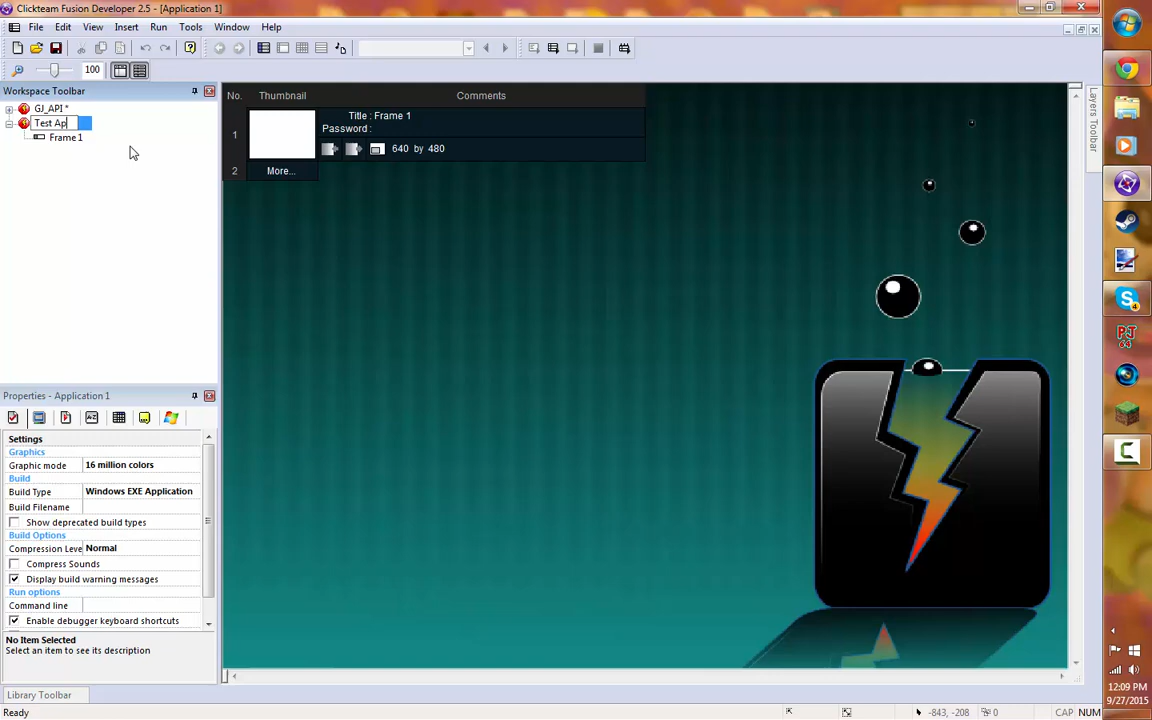 Clickteam Fusion Developer 2.5 - [Application 1]
File Edit View Insert Run Tools Window Help
100
Workspace Toolbar
GJ_API *
Test Ap
Frame 1
No. Thumbnail Comments
1
Title : Frame 1
Password :
640 by 480
2 More...
Layers Toolbar
Properties - Application 1
Settings
Graphics
Graphic mode 16 million colors
Build
Build Type Windows EXE Application
Build Filename
Show deprecated build types
Build Options
Compression Leve Normal
Compress Sounds
Display build warning messages
Run options
Command line
Enable debugger keyboard shortcuts
No Item Selected
Select an item to see its description
Library Toolbar
Ready
-843, -208
0
CAP NUM
PJ
64
4
12:09 PM
9/27/2015